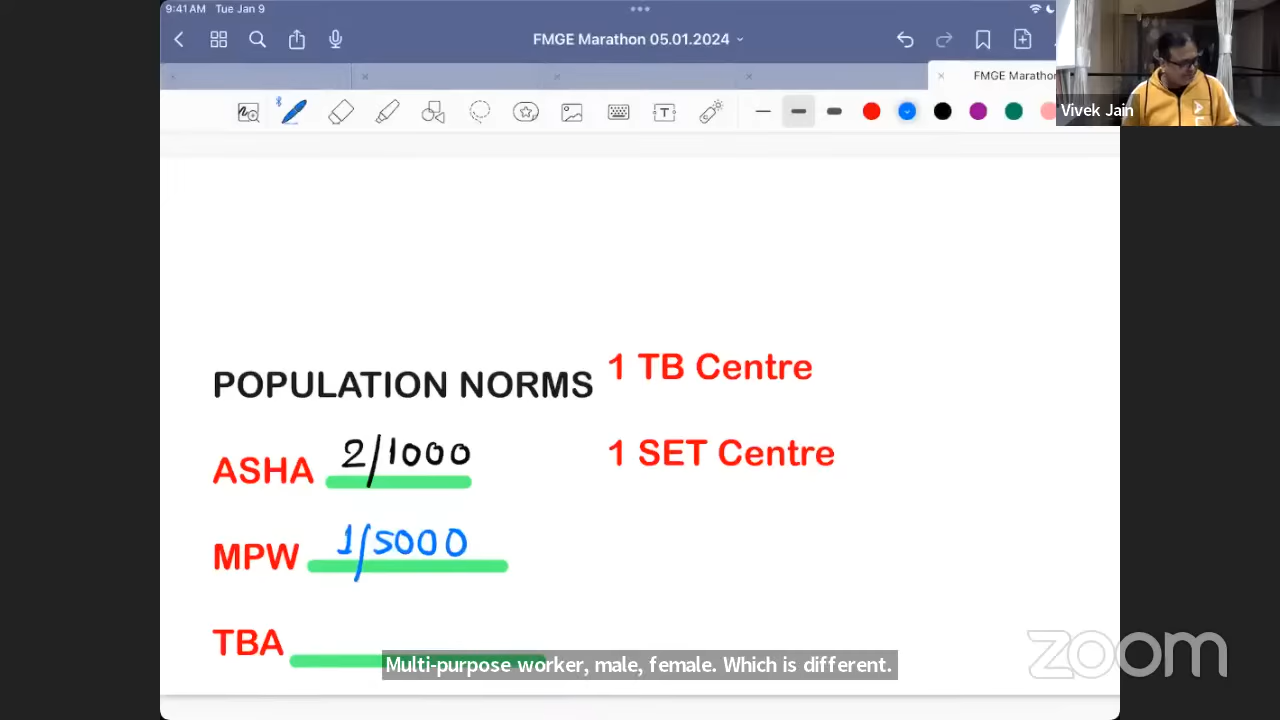 9:41 AM Tue Jan 9
FMGE Marathon 05.01.2024
FMGE Marathon
Vivek Jain
T
POPULATION NORMS
1 TB Centre
ASHA 2/1000
1 SET Centre
MPW 1/5000
TBA
Multi-purpose worker, male, female. Which is different.
zoom